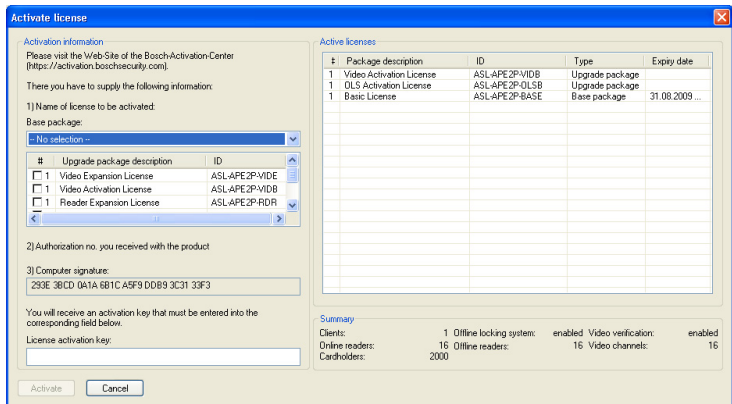 Activate license
Activation information
Please visit the Web-Site of the Bosch-Activation-Center
(https://activation.boschsecurity.com).
There you have to supply the following information:
1) Name of license to be activated:
Base package:
-- No selection --
# Upgrade package description ID
1 Video Expansion License ASL-APE2P-VIDE
1 Video Activation License ASL-APE2P-VIDB
1 Reader Expansion License ASL-APE2P-RDR
2) Authorization no. you received with the product
3) Computer signature:
293E 3BCD 0A1A 6B1C A5F9 DDB9 3C31 33F3
You will receive an activation key that must be entered into the
corresponding field below.
License activation key:
Activate Cancel
Active licenses
# Package description ID Type Expiry date
1 Video Activation License ASL-APE2P-VIDB Upgrade package
1 OLS Activation License ASL-APE2P-OLSB Upgrade package
1 Basic License ASL-APE2P-BASE Base package 31.08.2009 ...
Summary
Clients: 1 Offline locking system: enabled Video verification: enabled
Online readers: 16 Offline readers: 16 Video channels: 16
Cardholders: 2000